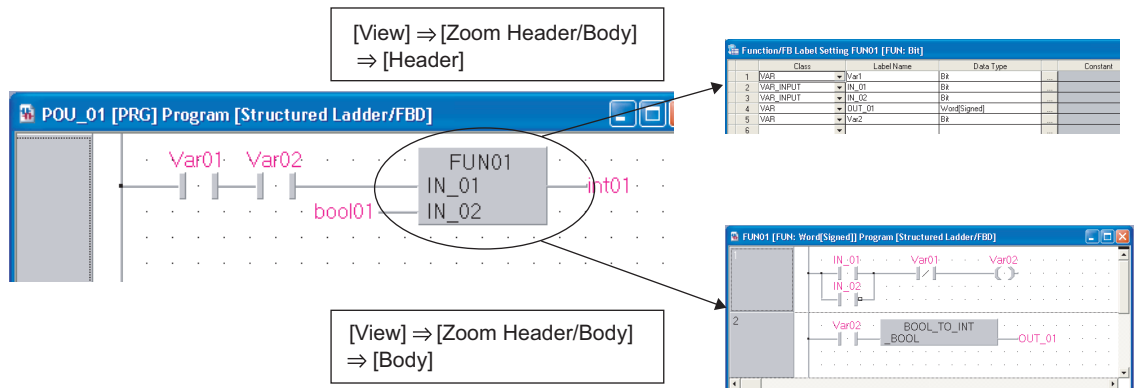 [View] ⇒ [Zoom Header/Body]
⇒ [Header]
Function/FB Label Setting FUN01 [FUN: Bit]
Class Label Name Data Type Constant
1 VAR Var1 Bit ...
2 VAR_INPUT IN_01 Bit ...
3 VAR_INPUT IN_02 Bit ...
4 VAR OUT_01 Word[Signed] ...
5 VAR Var2 Bit ...
6
POU_01 [PRG] Program [Structured Ladder/FBD]
Var01 Var02 FUN01
IN_01 int01
bool01 IN_02
FUN01 [FUN: Word[Signed]] Program [Structured Ladder/FBD]
1
IN_01 Var01 Var02
IN_02
2
Var02 BOOL_TO_INT
_BOOL OUT_01
[View] ⇒ [Zoom Header/Body]
⇒ [Body]